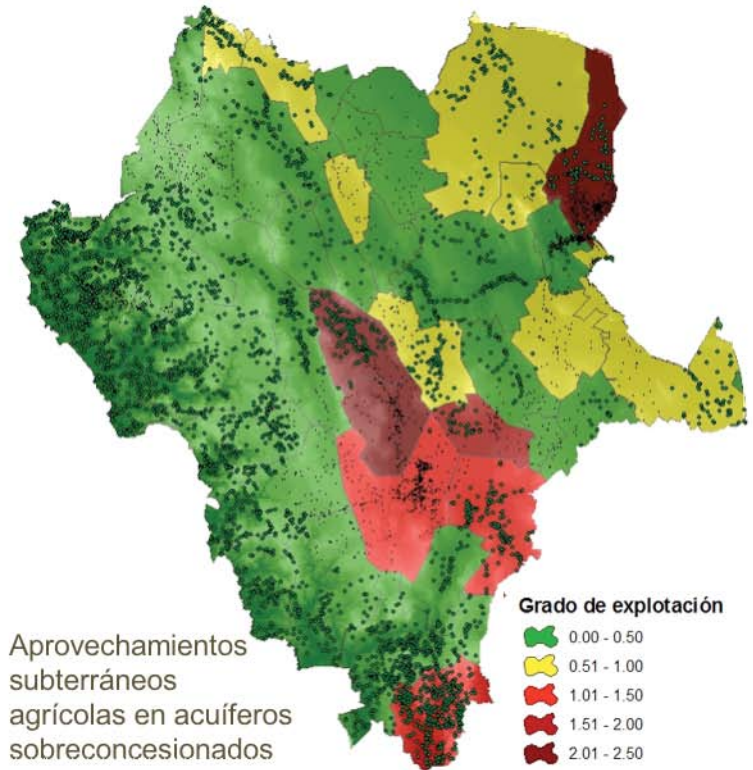 Grado de explotación
0.00 - 0.50
0.51 - 1.00
1.01 - 1.50
1.51 - 2.00
2.01 - 2.50
Aprovechamientos
subterráneos
agrícolas en acuíferos
sobreconcesionados